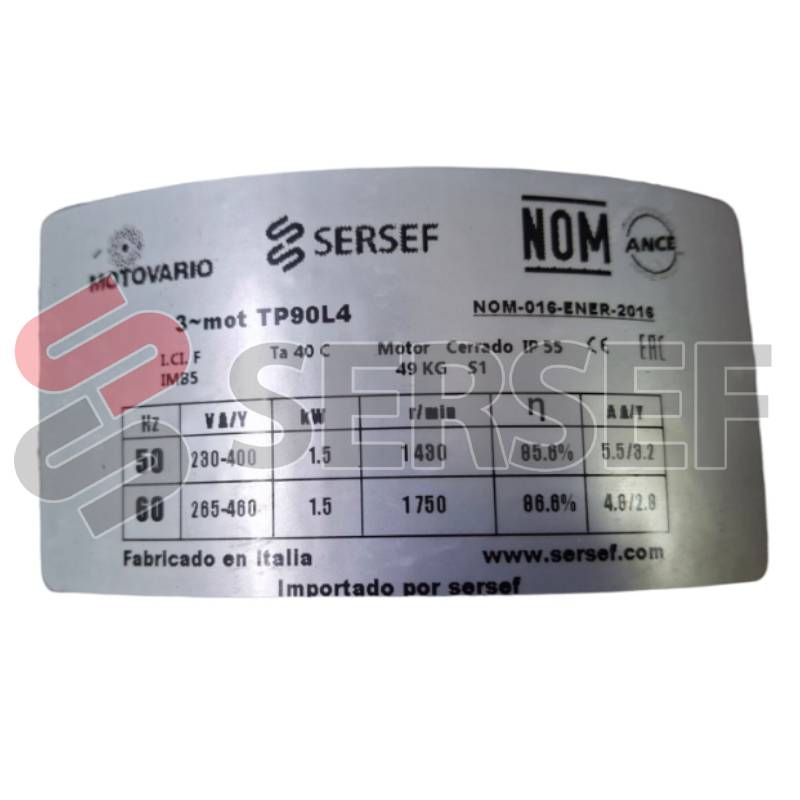 MOTOVARIO
SERSEF
NOM
ANCE
3~mot TP90L4
NOM-016-ENER-2016
I.Cl. F Ta 40 C Motor Cerrado IP 55 CE EAC
IMB5 49 KG S1
SERSEF
Hz V Δ/Y kW r/min η A Δ/Y
50 230-400 1.5 1430 85.6% 5.5/3.2
60 265-460 1.5 1750 86.6% 4.8/2.8
Fabricado en Italia www.sersef.com
Importado por sersef